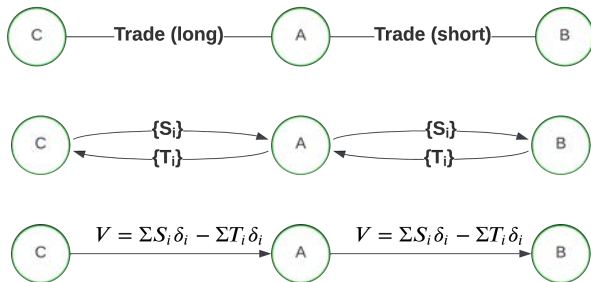 C Trade (long) A Trade (short) B
{Sᵢ} {Sᵢ}
C A B
{Tᵢ} {Tᵢ}
V = ΣSᵢδᵢ − ΣTᵢδᵢ V = ΣSᵢδᵢ − ΣTᵢδᵢ
C A B